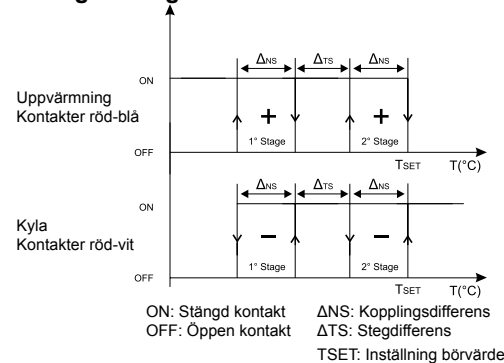 ΔNS ΔTS ΔNS
ON
Uppvärmning
Kontakter röd-blå
+ +
1° Stage 2° Stage
OFF
TSET T(°C)
ΔNS ΔTS ΔNS
ON
Kyla
Kontakter röd-vit
− −
1° Stage 2° Stage
OFF
TSET T(°C)
ON: Stängd kontakt ΔNS: Kopplingsdifferens
OFF: Öppen kontakt ΔTS: Stegdifferens
TSET: Inställning börvärde